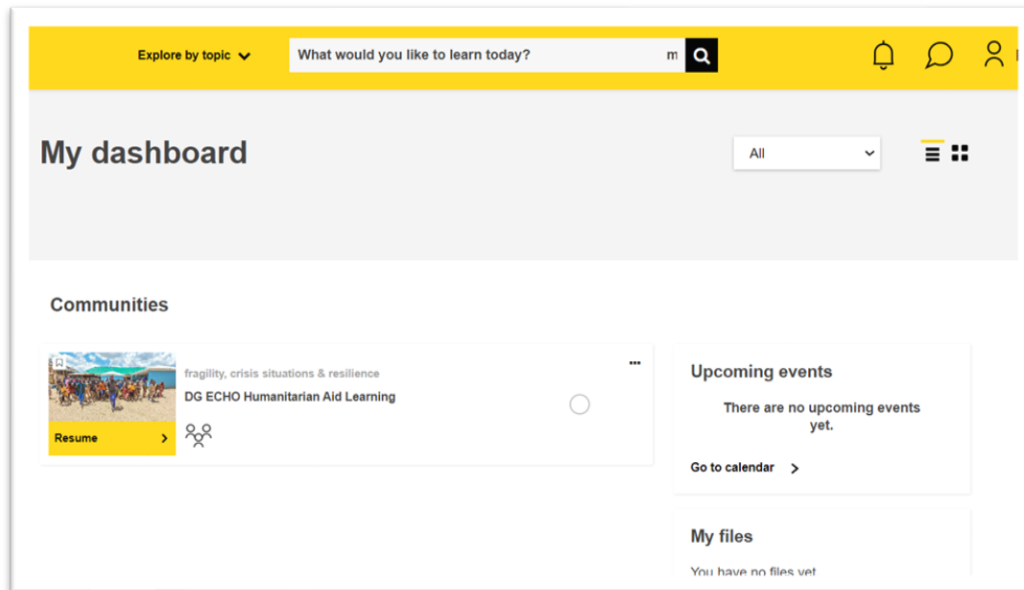 Explore by topic
What would you like to learn today?
m
My dashboard
All
Communities
fragility, crisis situations & resilience
DG ECHO Humanitarian Aid Learning
Resume
Upcoming events
There are no upcoming events
yet.
Go to calendar
My files
You have no files yet